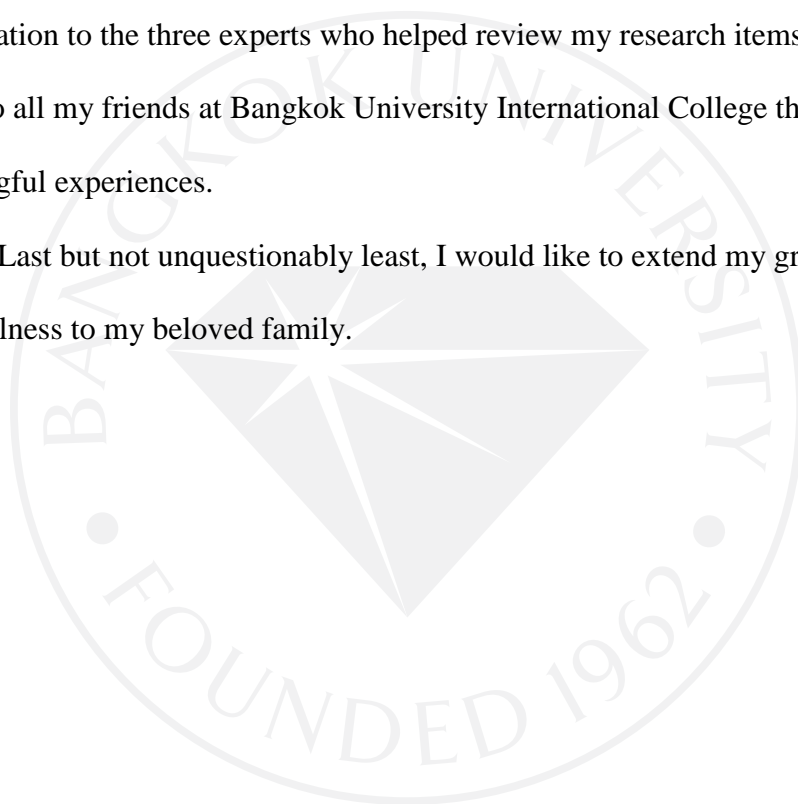 ation to the three experts who helped review my research items
o all my friends at Bangkok University International College th
gful experiences.
Last but not unquestionably least, I would like to extend my gr
lness to my beloved family.
BANGKOK UNIVERSITY
• FOUNDED 1962 •